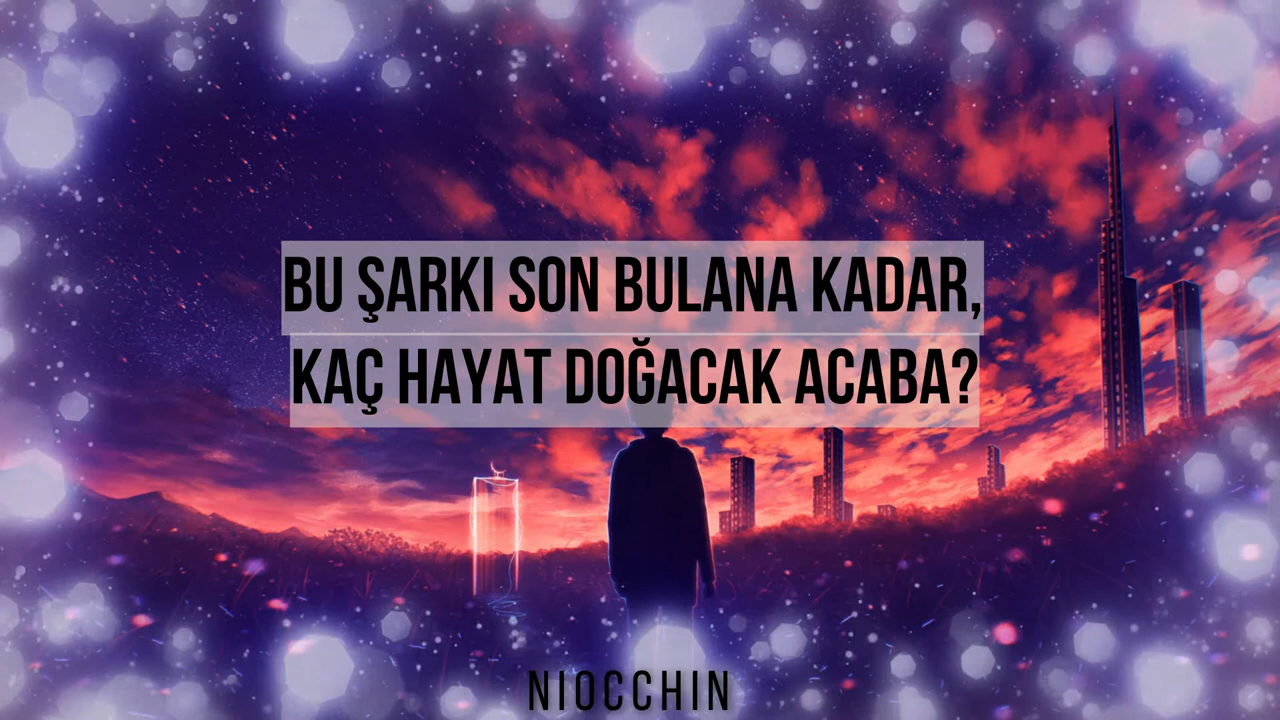 BU ŞARKI SON BULANA KADAR,
KAÇ HAYAT DOĞACAK ACABA?
NIOCCHIN